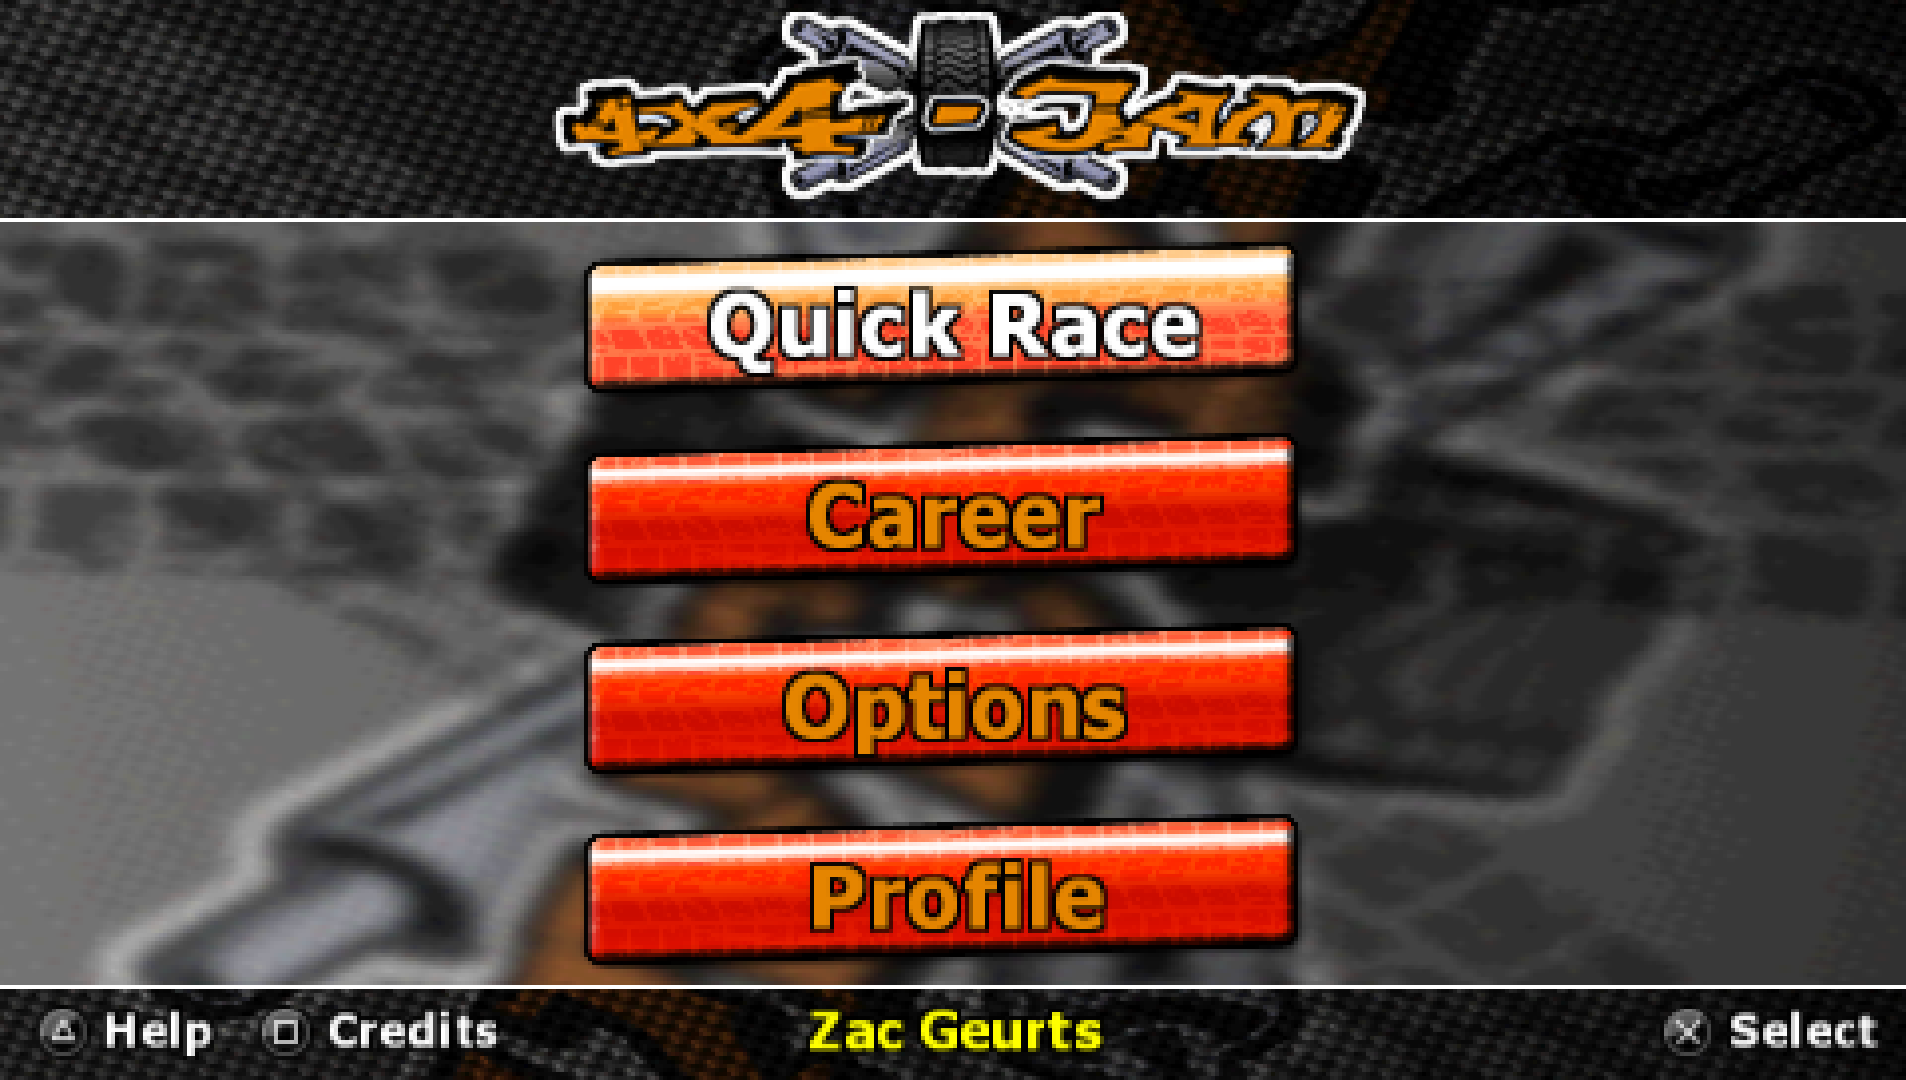 4x4-Jam
Quick Race
Career
Options
Profile
Help Credits Zac Geurts Select